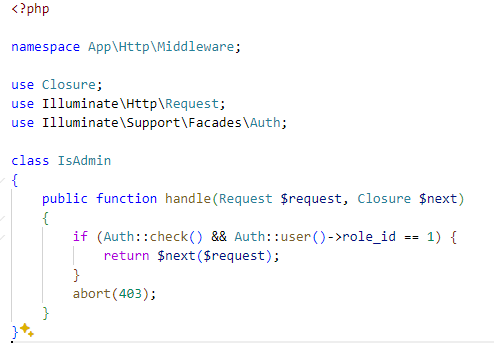 <?php

namespace App\Http\Middleware;

use Closure;
use Illuminate\Http\Request;
use Illuminate\Support\Facades\Auth;

class IsAdmin
{
    public function handle(Request $request, Closure $next)
    {
        if (Auth::check() && Auth::user()->role_id == 1) {
            return $next($request);
        }
        abort(403);
    }
}